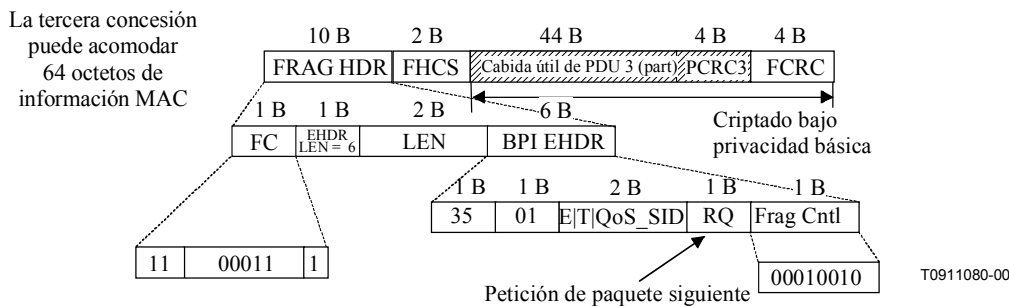 La tercera concesión
puede acomodar
64 octetos de
información MAC
10 B 2 B 44 B 4 B 4 B
FRAG HDR FHCS Cabida útil de PDU 3 (part) PCRC3 FCRC
1 B 1 B 2 B 6 B
Criptado bajo
privacidad básica
FC EHDR LEN = 6 LEN BPI EHDR
1 B 1 B 2 B 1 B 1 B
35 01 E|T|QoS_SID RQ Frag Cntl
11 00011 1
00010010
Petición de paquete siguiente
T0911080-00